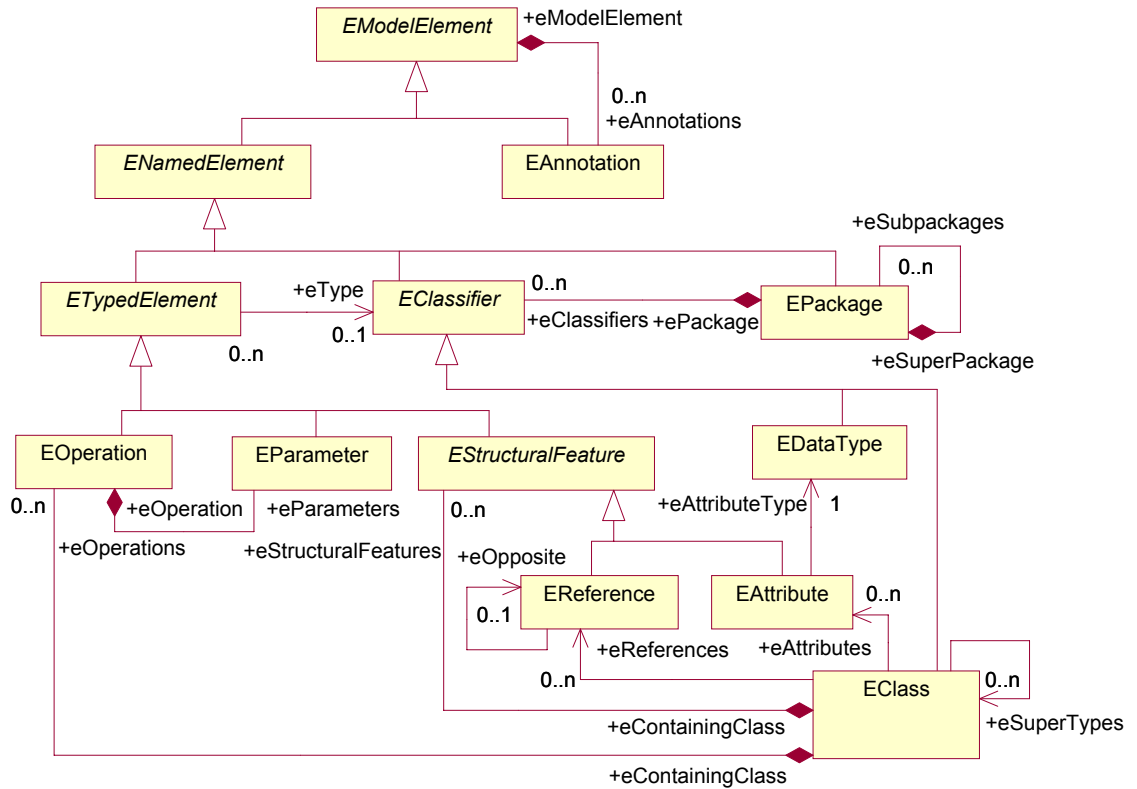 EModelElement
+eModelElement
0..n
+eAnnotations
ENamedElement
EAnnotation
+eSubpackages
0..n
ETypedElement
+eType
0..1
0..n
EClassifier
0..n
+eClassifiers
+ePackage
EPackage
+eSuperPackage
EOperation
EParameter
EStructuralFeature
EDataType
0..n
+eOperation
+eParameters
+eOperations
0..n
+eStructuralFeatures
+eAttributeType
1
+eOpposite
0..1
EReference
EAttribute
0..n
+eReferences
+eAttributes
0..n
EClass
0..n
+eSuperTypes
+eContainingClass
+eContainingClass